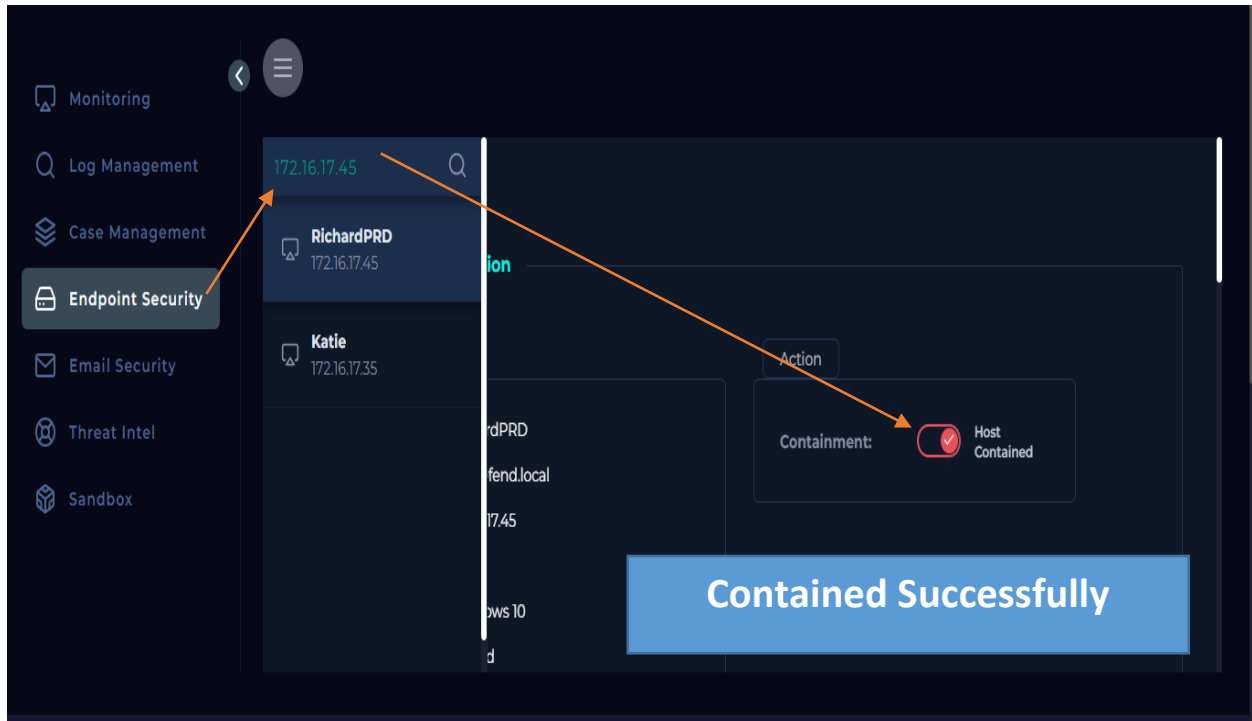 Monitoring
Log Management
Case Management
Endpoint Security
Email Security
Threat Intel
Sandbox
172.16.17.45
RichardPRD
172.16.17.45
Katie
172.16.17.35
ion
rdPRD
fend.local
17.45
ows 10
d
Action
Containment:
Host
Contained
Contained Successfully